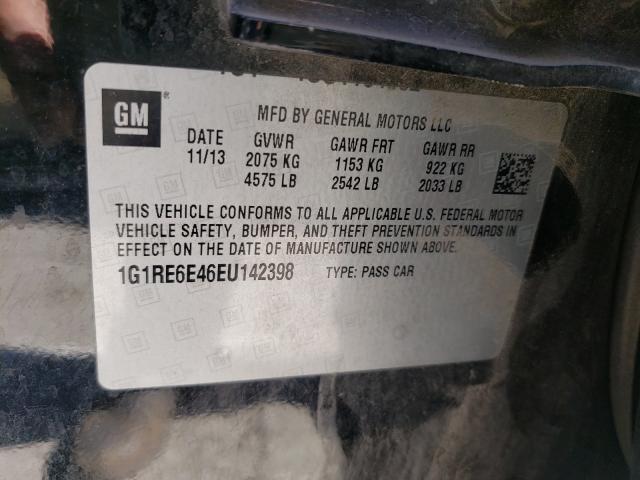 GM
MFD BY GENERAL MOTORS LLC
DATE GVWR GAWR FRT GAWR RR
11/13 2075 KG 1153 KG 922 KG
4575 LB 2542 LB 2033 LB
THIS VEHICLE CONFORMS TO ALL APPLICABLE U.S. FEDERAL MOTOR
VEHICLE SAFETY, BUMPER, AND THEFT PREVENTION STANDARDS IN
EFFECT ON THE DATE OF MANUFACTURE SHOWN ABOVE.
1G1RE6E46EU142398 TYPE: PASS CAR